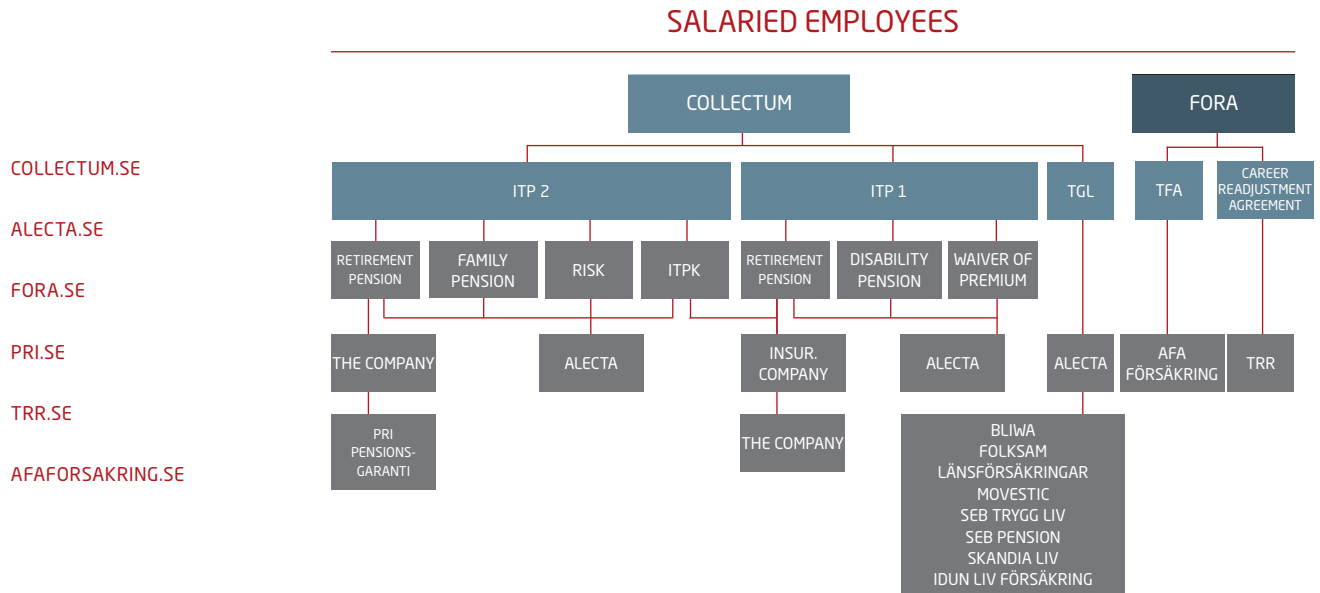 SALARIED EMPLOYEES
COLLECTUM
FORA
COLLECTUM.SE
ALECTA.SE
FORA.SE
PRI.SE
TRR.SE
AFAFORSAKRING.SE
ITP 2
ITP 1
TGL
TFA
CAREER
READJUSTMENT
AGREEMENT
RETIREMENT
PENSION
FAMILY
PENSION
RISK
ITPK
RETIREMENT
PENSION
DISABILITY
PENSION
WAIVER OF
PREMIUM
THE COMPANY
ALECTA
INSUR.
COMPANY
ALECTA
ALECTA
AFA
FÖRSÄKRING
TRR
PRI
PENSIONS-
GARANTI
THE COMPANY
BLIWA
FOLKSAM
LÄNSFÖRSÄKRINGAR
MOVESTIC
SEB TRYGG LIV
SEB PENSION
SKANDIA LIV
IDUN LIV FÖRSÄKRING